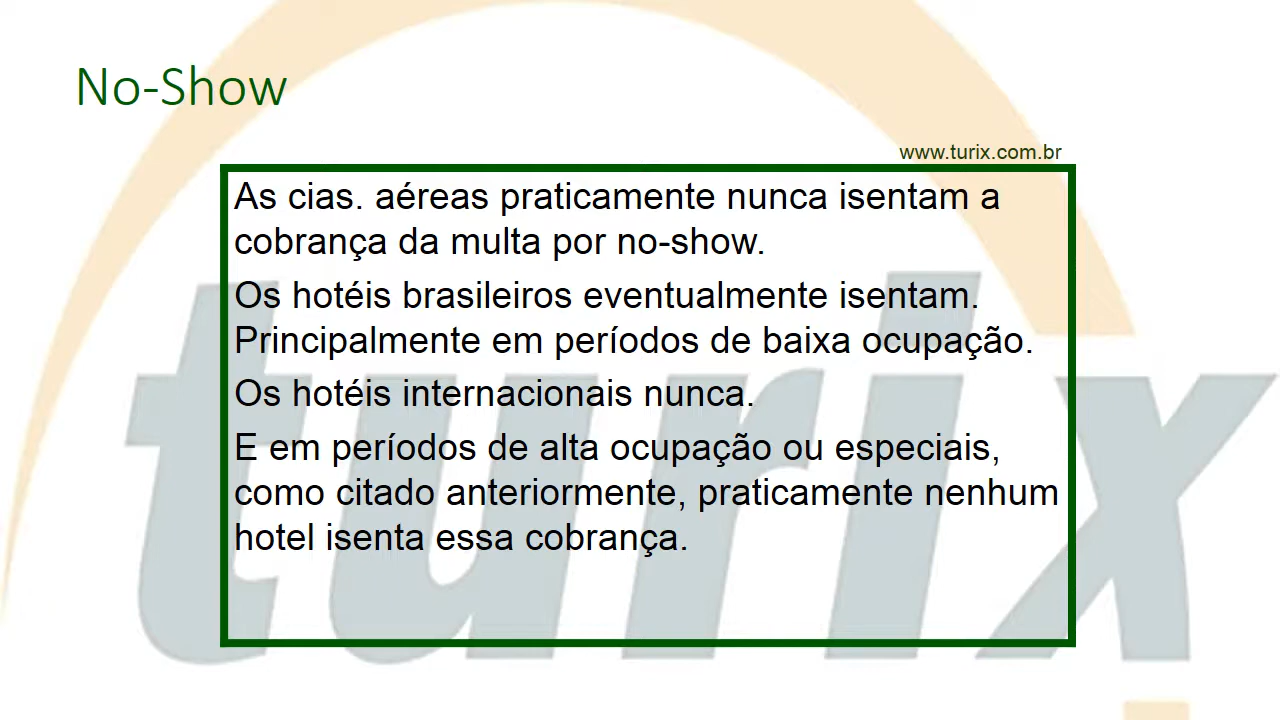 No-Show
www.turix.com.br
As cias. aéreas praticamente nunca isentam a
cobrança da multa por no-show.
Os hotéis brasileiros eventualmente isentam.
Principalmente em períodos de baixa ocupação.
Os hotéis internacionais nunca.
E em períodos de alta ocupação ou especiais,
como citado anteriormente, praticamente nenhum
hotel isenta essa cobrança.
turix